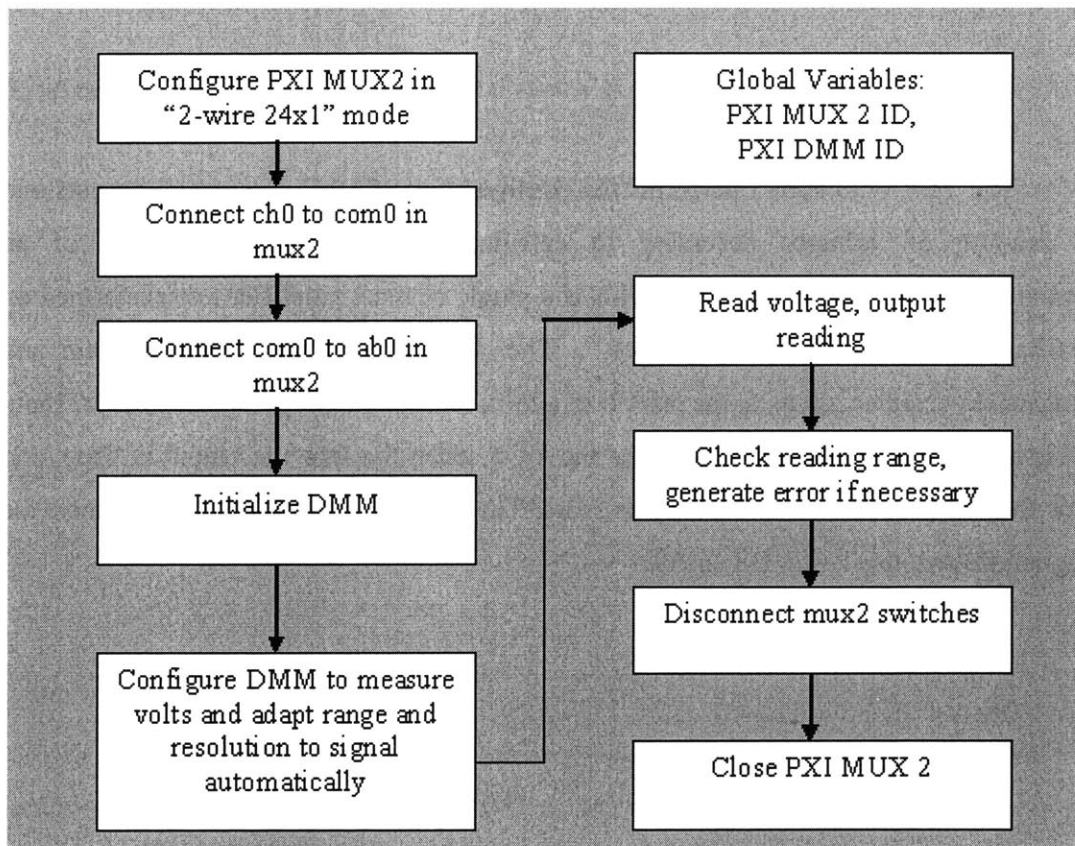 Configure PXI MUX2 in
“2-wire 24x1” mode
Connect ch0 to com0 in
mux2
Connect com0 to ab0 in
mux2
Initialize DMM
Configure DMM to measure
volts and adapt range and
resolution to signal
automatically
Global Variables:
PXI MUX 2 ID,
PXI DMM ID
Read voltage, output
reading
Check reading range,
generate error if necessary
Disconnect mux2 switches
Close PXI MUX 2